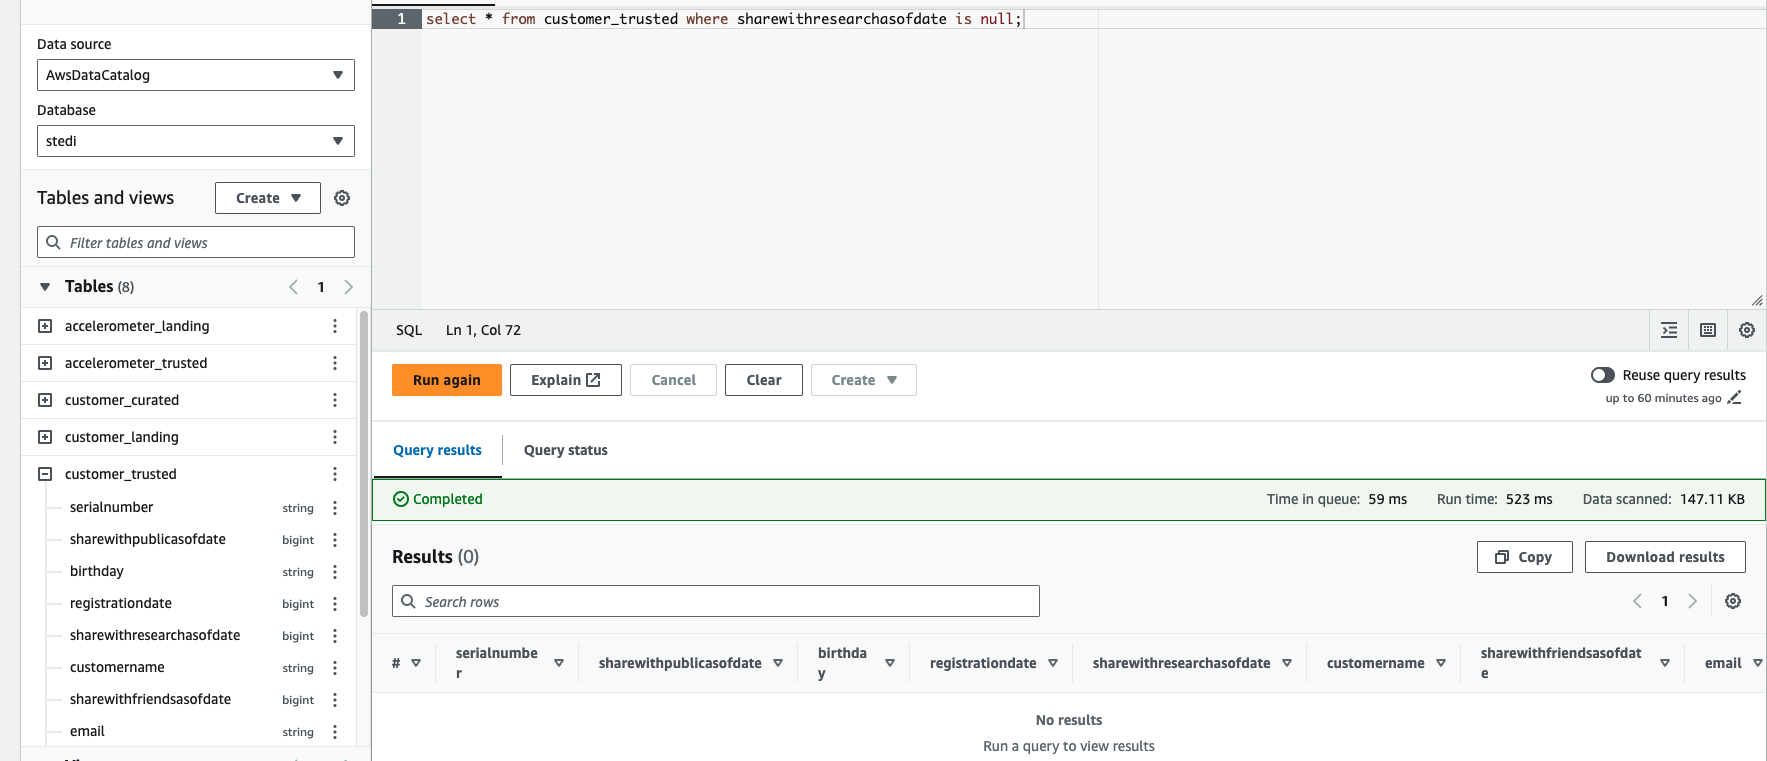 Data source
AwsDataCatalog
Database
stedi
Tables and views
Create
Filter tables and views
Tables (8)
1
accelerometer_landing
accelerometer_trusted
customer_curated
customer_landing
customer_trusted
serialnumber string
sharewithpublicasofdate bigint
birthday string
registrationdate bigint
sharewithresearchasofdate bigint
customername string
sharewithfriendsasofdate bigint
email string
1 select * from customer_trusted where sharewithresearchasofdate is null;
SQL Ln 1, Col 72
Run again Explain Cancel Clear Create
Reuse query results
up to 60 minutes ago
Query results Query status
Completed Time in queue: 59 ms Run time: 523 ms Data scanned: 147.11 KB
Results (0) Copy Download results
Search rows 1
# serialnumbe
r
sharewithpublicasofdate
birthda
y
registrationdate
sharewithresearchasofdate
customername
sharewithfriendsasofdat
e
email
No results
Run a query to view results